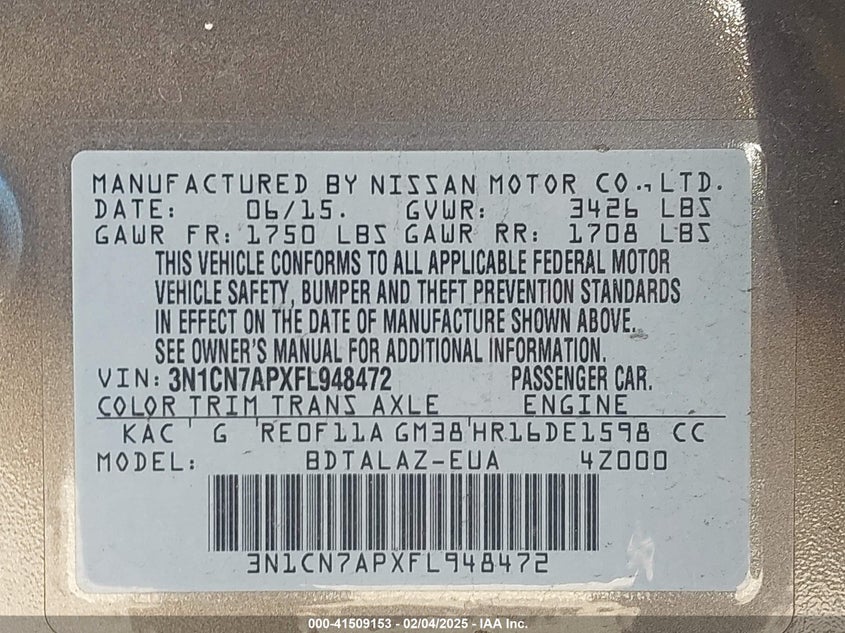 MANUFACTURED BY NISSAN MOTOR CO., LTD.
DATE: 06/15. GVWR: 3426 LBS
GAWR FR: 1750 LBS GAWR RR: 1708 LBS
THIS VEHICLE CONFORMS TO ALL APPLICABLE FEDERAL MOTOR
VEHICLE SAFETY, BUMPER AND THEFT PREVENTION STANDARDS
IN EFFECT ON THE DATE OF MANUFACTURE SHOWN ABOVE.
SEE OWNER'S MANUAL FOR ADDITIONAL INFORMATION.
VIN: 3N1CN7APXFL948472 PASSENGER CAR.
COLOR TRIM TRANS AXLE ENGINE
KAC G RE0F11A GM38 HR16DE1598 CC
MODEL: BDTALAZ-EUA 4Z000
3N1CN7APXFL948472
000-41509153 — 02/04/2025 — IAA Inc.